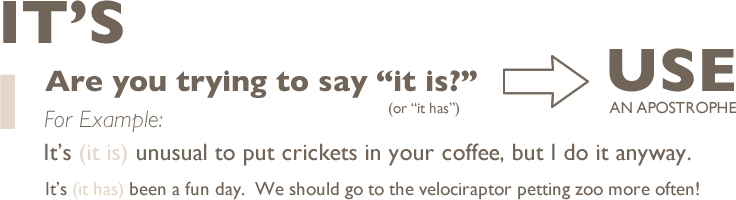 IT’S
Are you trying to say “it is?”
(or “it has”)
USE
AN APOSTROPHE
For Example:
It’s (it is) unusual to put crickets in your coffee, but I do it anyway.
It’s (it has) been a fun day.  We should go to the velociraptor petting zoo more often!